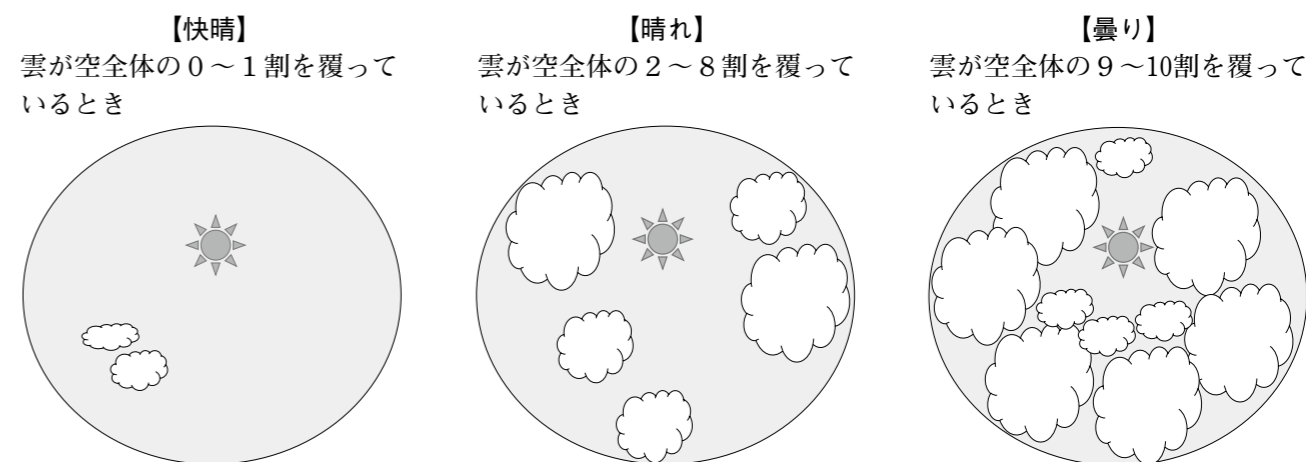 【快晴】
雲が空全体の０～１割を覆って
いるとき
【晴れ】
雲が空全体の２～８割を覆って
いるとき
【曇り】
雲が空全体の９～10割を覆って
いるとき